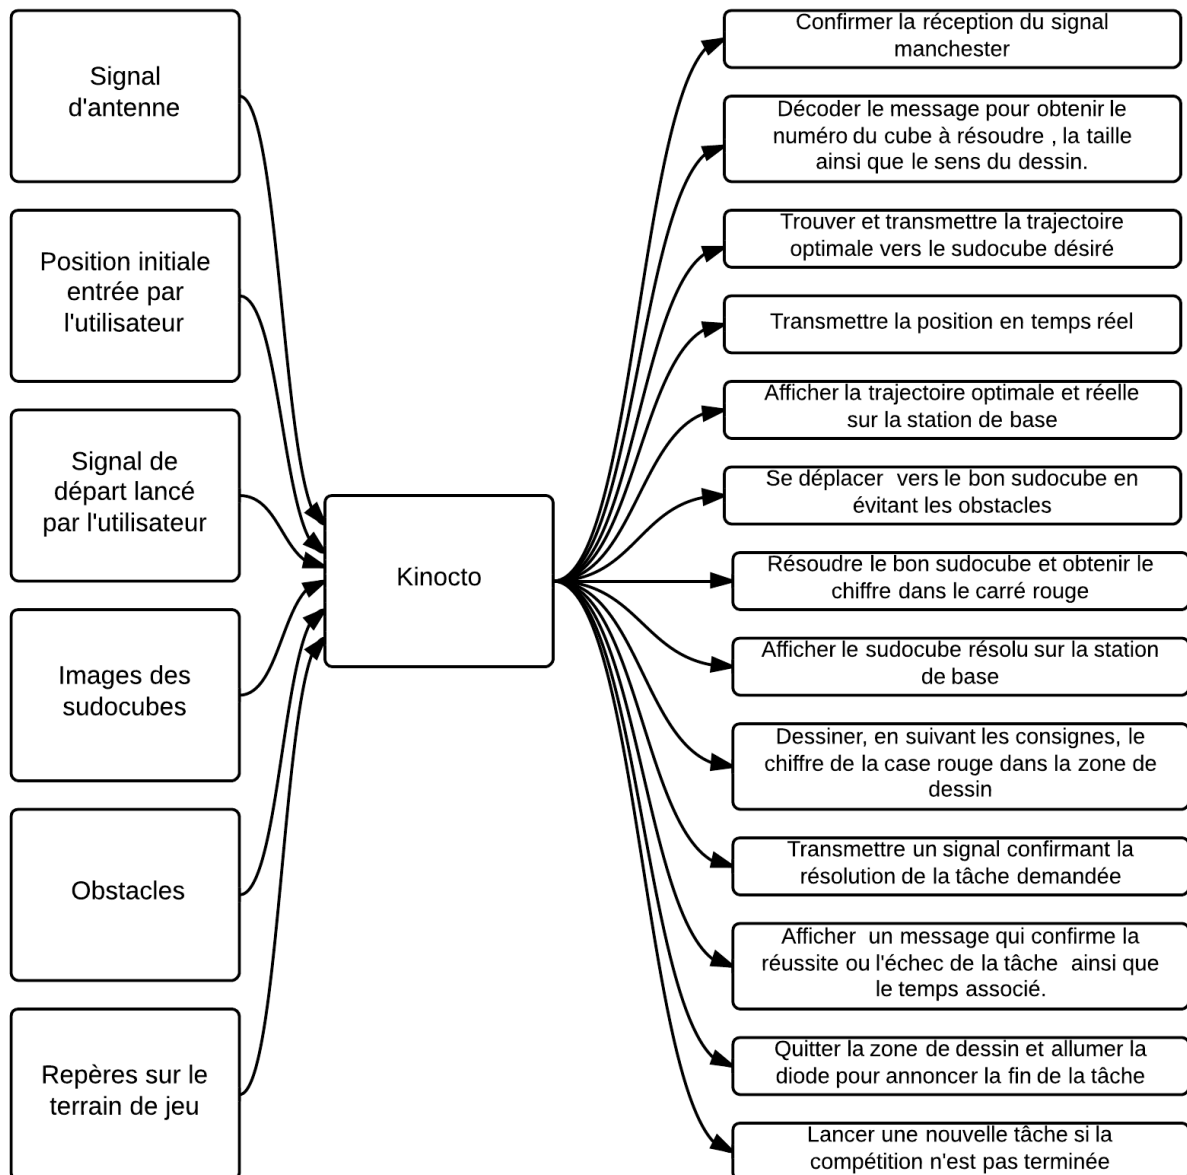 Signal
d'antenne
Position initiale
entrée par
l'utilisateur
Signal de
départ lancé
par l'utilisateur
Images des
sudocubes
Obstacles
Repères sur le
terrain de jeu
Kinocto
Confirmer la réception du signal
manchester
Décoder le message pour obtenir le
numéro du cube à résoudre , la taille
ainsi que le sens du dessin.
Trouver et transmettre la trajectoire
optimale vers le sudocube désiré
Transmettre la position en temps réel
Afficher la trajectoire optimale et réelle
sur la station de base
Se déplacer  vers le bon sudocube en
évitant les obstacles
Résoudre le bon sudocube et obtenir le
chiffre dans le carré rouge
Afficher le sudocube résolu sur la station
de base
Dessiner, en suivant les consignes, le
chiffre de la case rouge dans la zone de
dessin
Transmettre un signal confirmant la
résolution de la tâche demandée
Afficher  un message qui confirme la
réussite ou l'échec de la tâche  ainsi que
le temps associé.
Quitter la zone de dessin et allumer la
diode pour annoncer la fin de la tâche
Lancer une nouvelle tâche si la
compétition n'est pas terminée